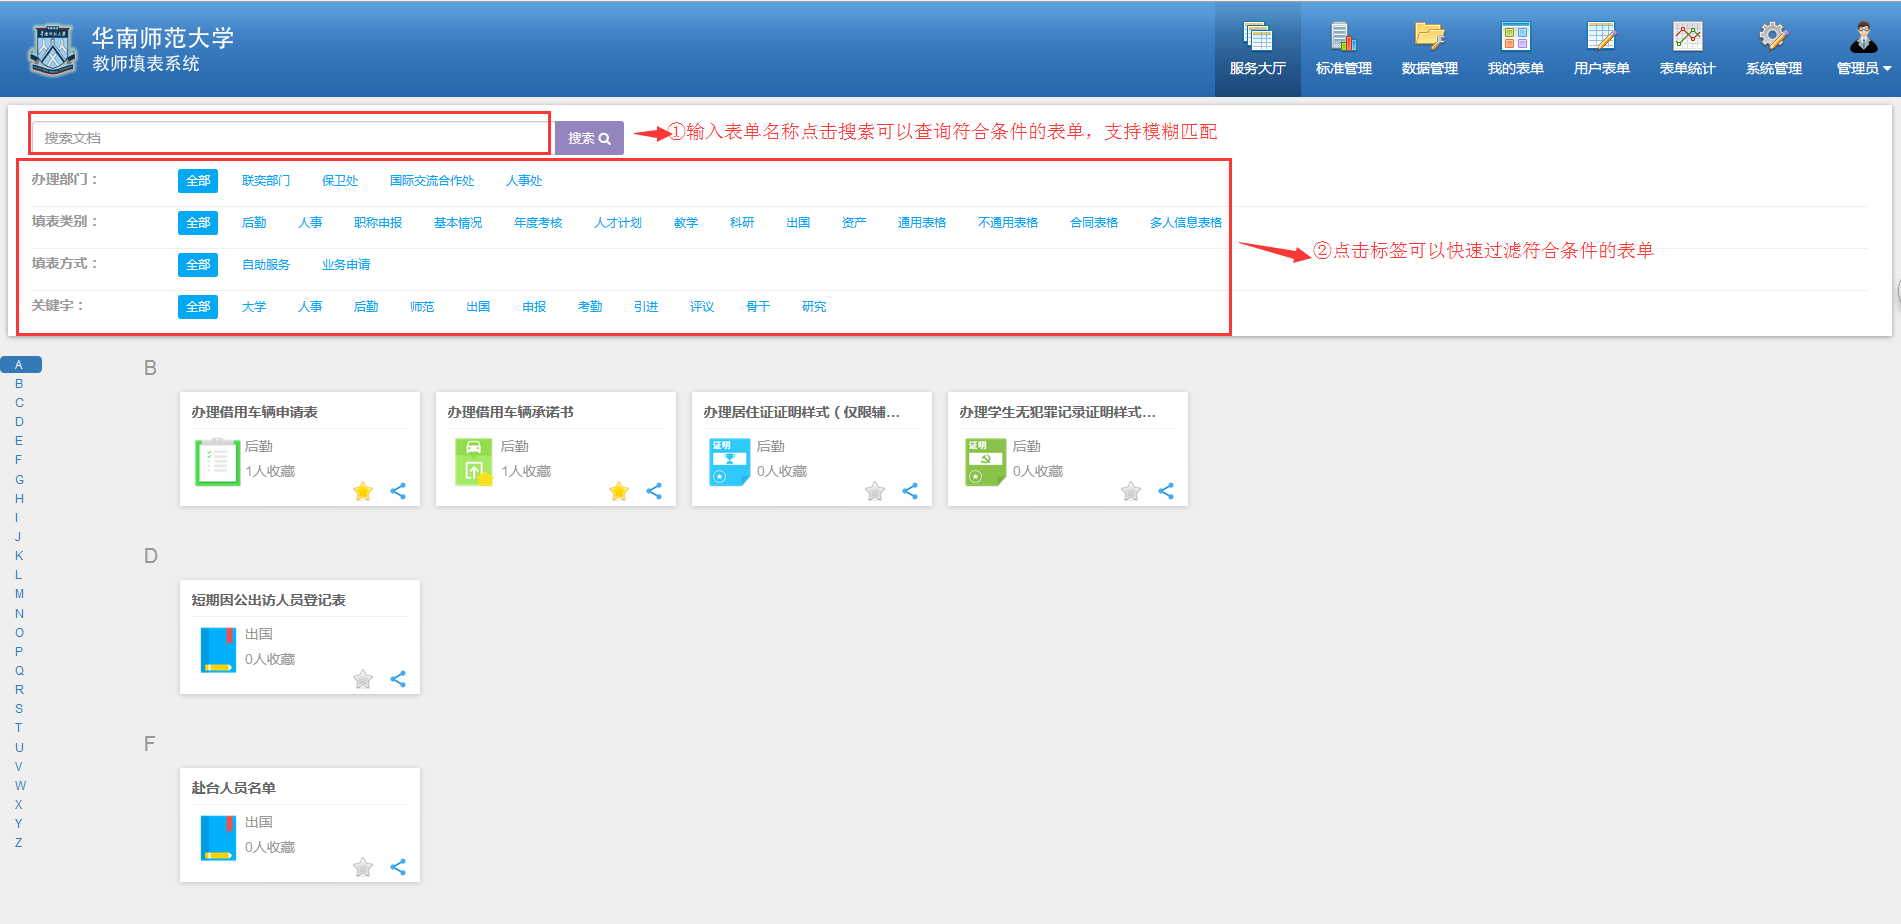 华南师范大学
教师填表系统
服务大厅 标准管理 数据管理 我的表单 用户表单 表单统计 系统管理 管理员
搜索文档 搜索 ①输入表单名称点击搜索可以查询符合条件的表单，支持模糊匹配
办理部门： 全部 联奕部门 保卫处 国际交流合作处 人事处
填表类别： 全部 后勤 人事 职称申报 基本情况 年度考核 人才计划 教学 科研 出国 资产 通用表格 不通用表格 合同表格 多人信息表格
②点击标签可以快速过滤符合条件的表单
填表方式： 全部 自助服务 业务申请
关键字： 全部 大学 人事 后勤 师范 出国 申报 考勤 引进 评议 骨干 研究
A
B
C
D
E
F
G
H
I
J
K
L
M
N
O
P
Q
R
S
T
U
V
W
X
Y
Z
B
办理借用车辆申请表
后勤
1人收藏
办理借用车辆承诺书
后勤
1人收藏
办理居住证证明样式（仅限辅...
证明
后勤
0人收藏
办理学生无犯罪记录证明样式...
证明
后勤
0人收藏
D
短期因公出访人员登记表
出国
0人收藏
F
赴台人员名单
出国
0人收藏